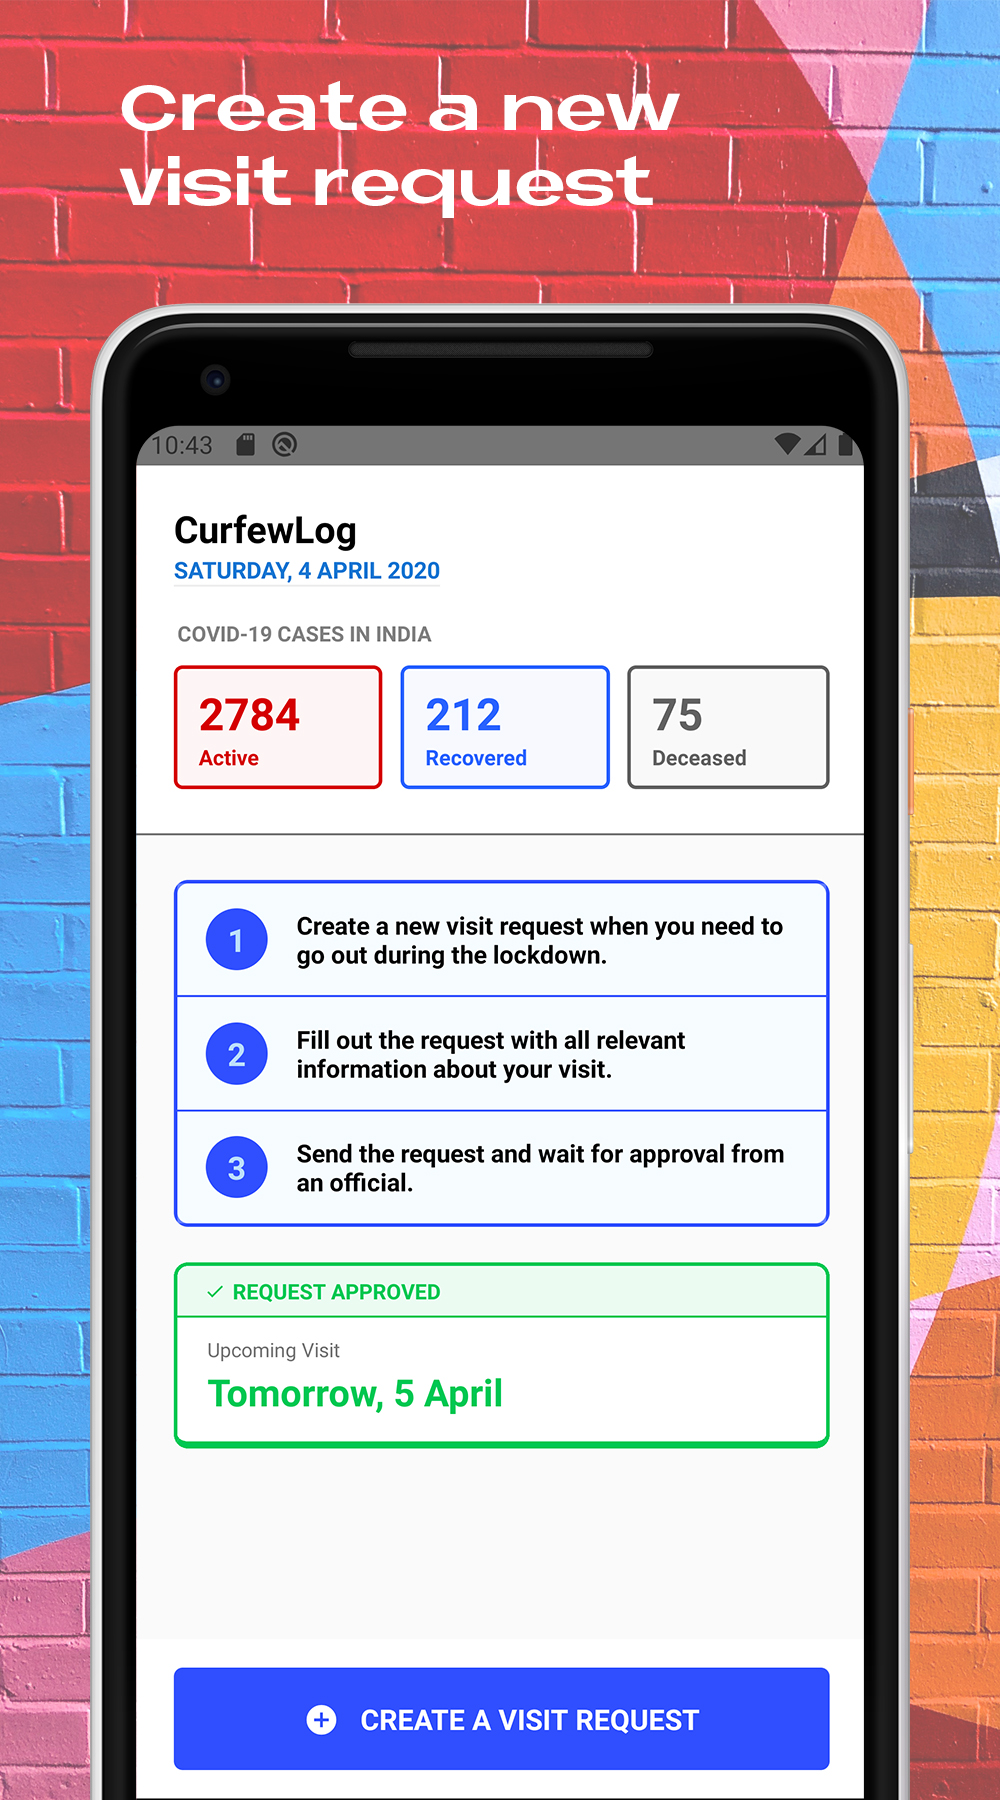 Create a new
visit request
10:43
CurfewLog
SATURDAY, 4 APRIL 2020
COVID-19 CASES IN INDIA
2784
Active
212
Recovered
75
Deceased
1
Create a new visit request when you need to
go out during the lockdown.
2
Fill out the request with all relevant
information about your visit.
3
Send the request and wait for approval from
an official.
REQUEST APPROVED
Upcoming Visit
Tomorrow, 5 April
CREATE A VISIT REQUEST